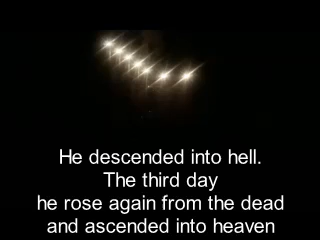 He descended into hell.
The third day
he rose again from the dead
and ascended into heaven